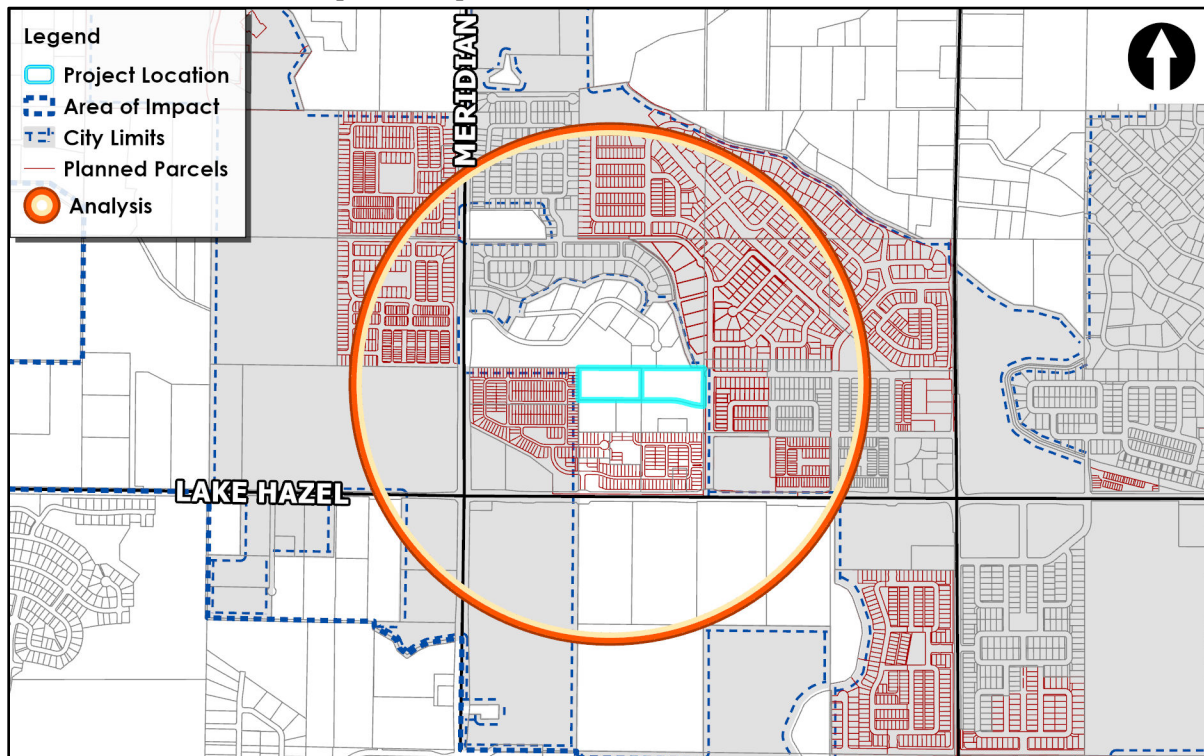 Legend
Project Location
Area of Impact
City Limits
Planned Parcels
Analysis
MERIDIAN
LAKE HAZEL